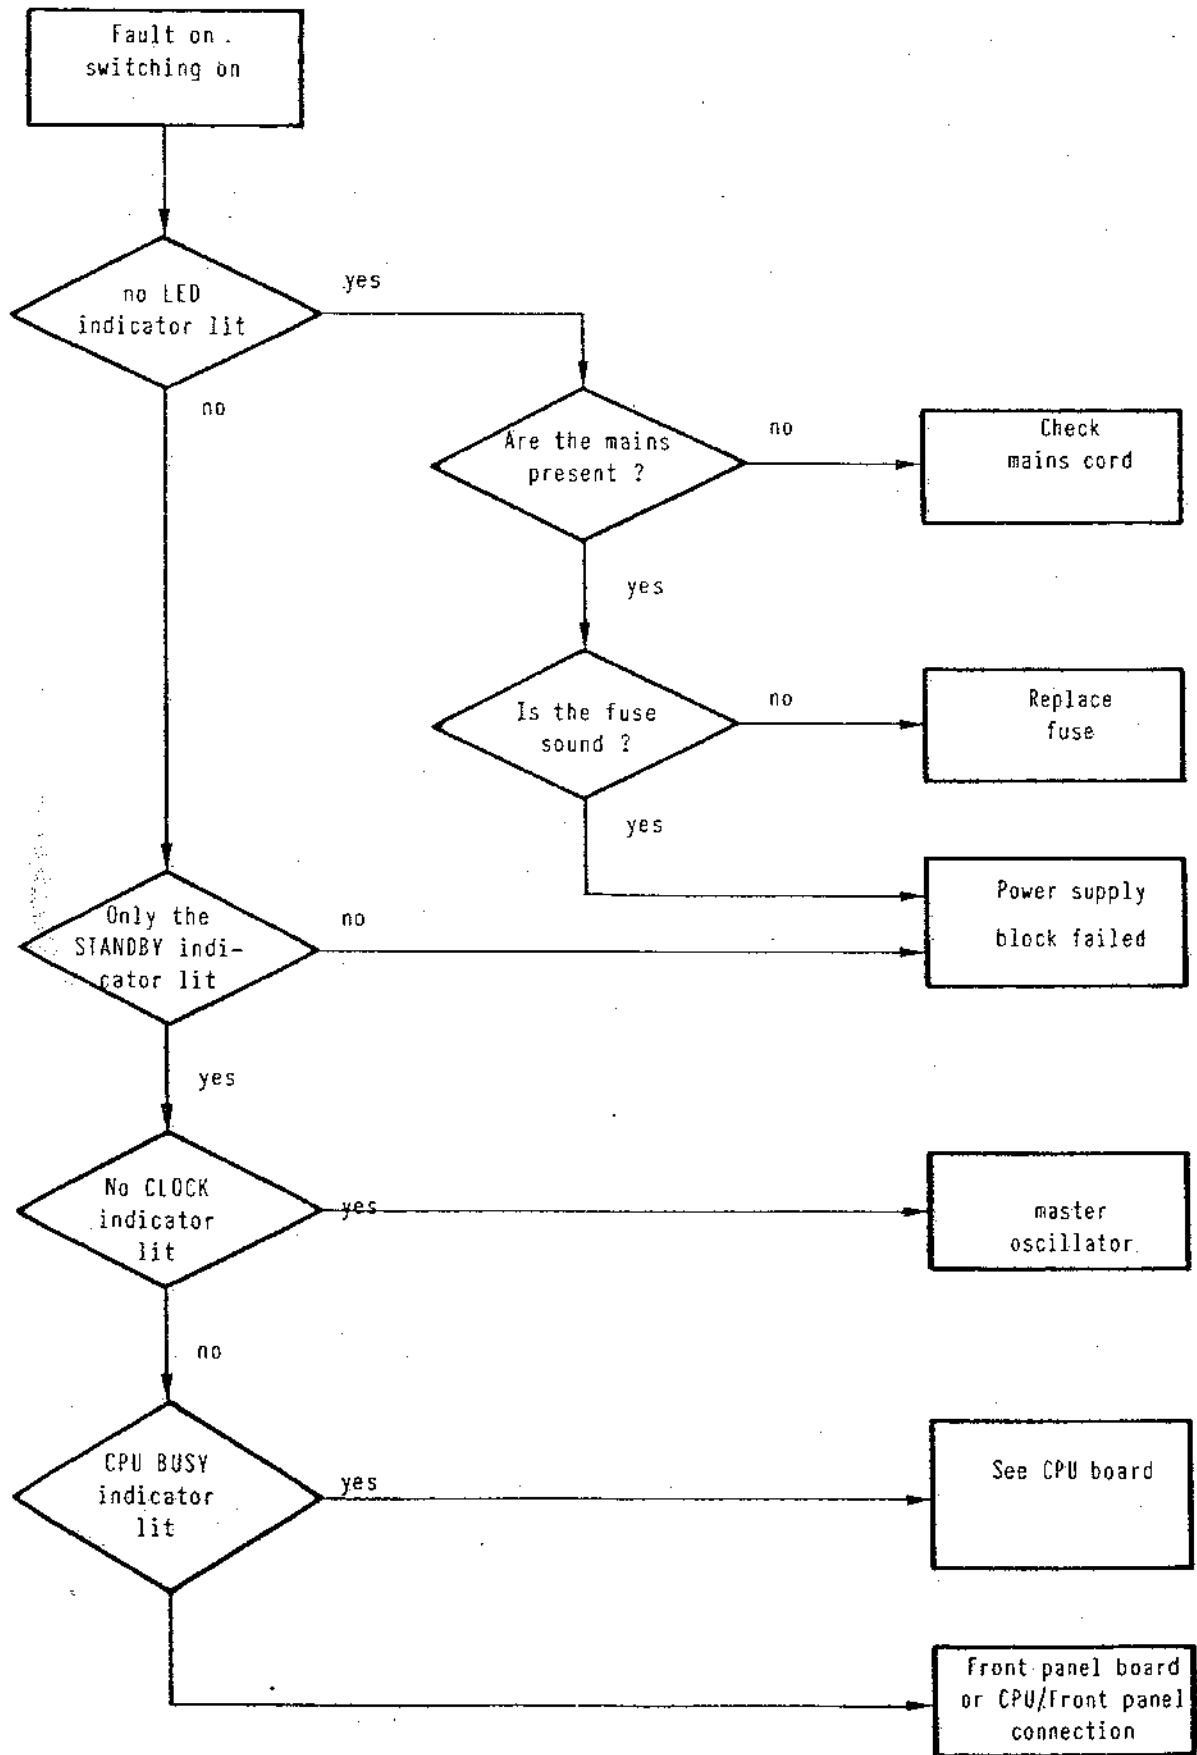 Fault on
switching on
no LED
indicator lit
yes
no
Are the mains
present ?
no
Check
mains cord
yes
Is the fuse
sound ?
no
Replace
fuse
yes
Only the
STANDBY indi-
cator lit
no
Power supply
block failed
yes
No CLOCK
indicator
lit
yes
master
oscillator
no
CPU BUSY
indicator
lit
yes
See CPU board
Front panel board
or CPU/Front panel
connection